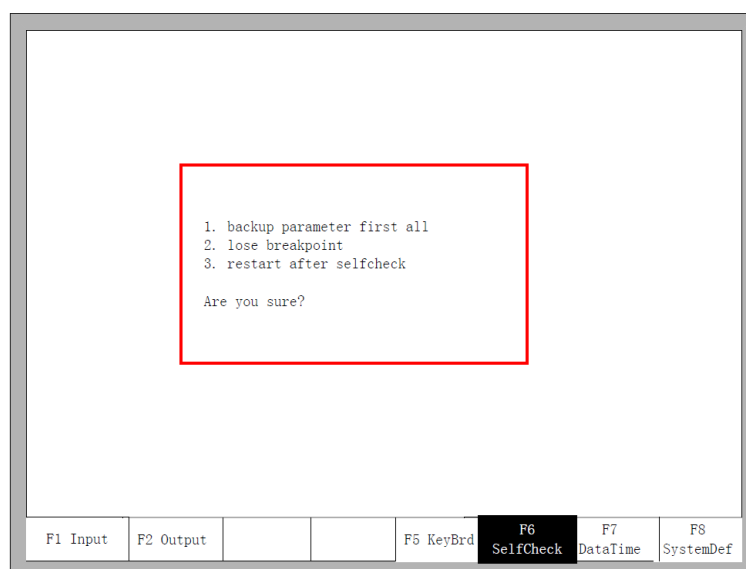 1. backup parameter first all
2. lose breakpoint
3. restart after selfcheck
Are you sure?
F1 Input
F2 Output
F5 KeyBrd
F6
SelfCheck
F7
DataTime
F8
SystemDef